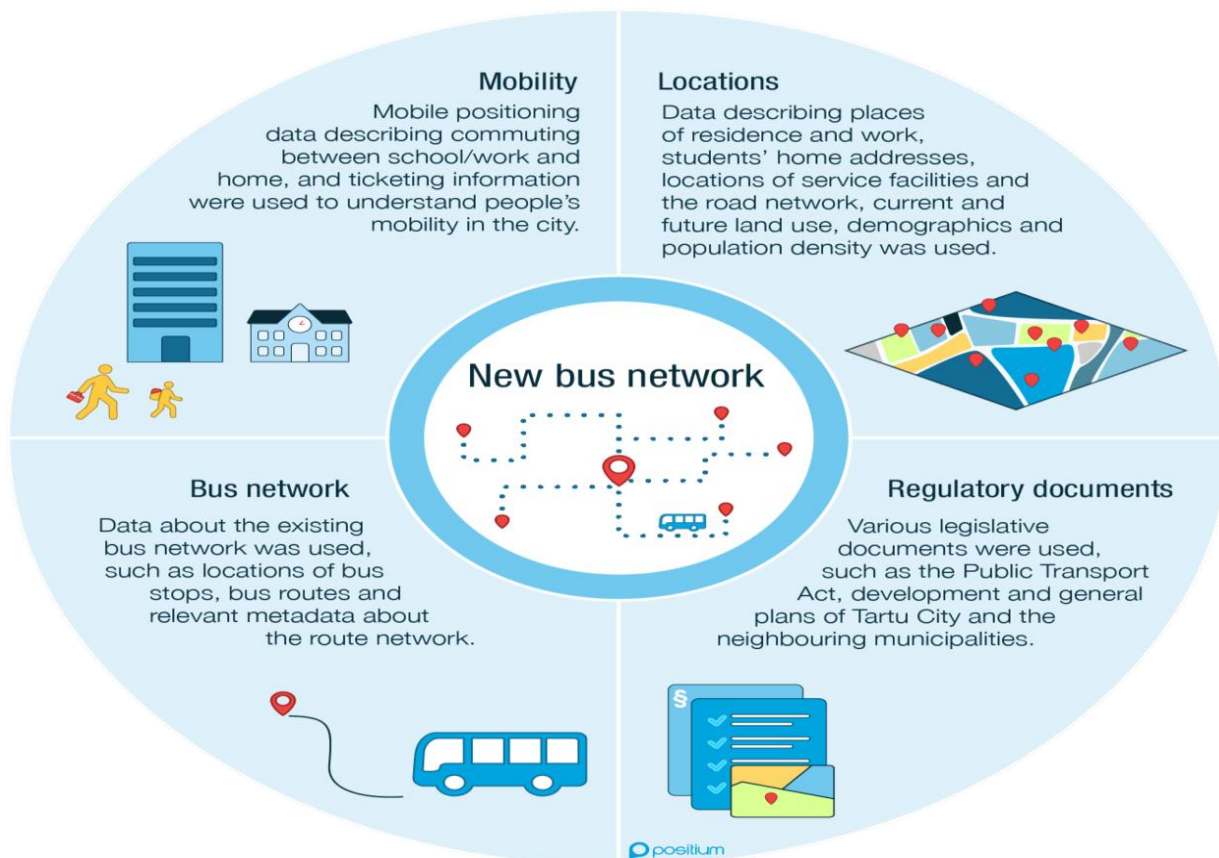 Mobility
Mobile positioning
data describing commuting
between school/work and
home, and ticketing information
were used to understand people's
mobility in the city.
Locations
Data describing places
of residence and work,
students' home addresses,
locations of service facilities and
the road network, current and
future land use, demographics and
population density was used.
New bus network
Bus network
Data about the existing
bus network was used,
such as locations of bus
stops, bus routes and
relevant metadata about
the route network.
Regulatory documents
Various legislative
documents were used,
such as the Public Transport
Act, development and general
plans of Tartu City and the
neighbouring municipalities.
§
positium